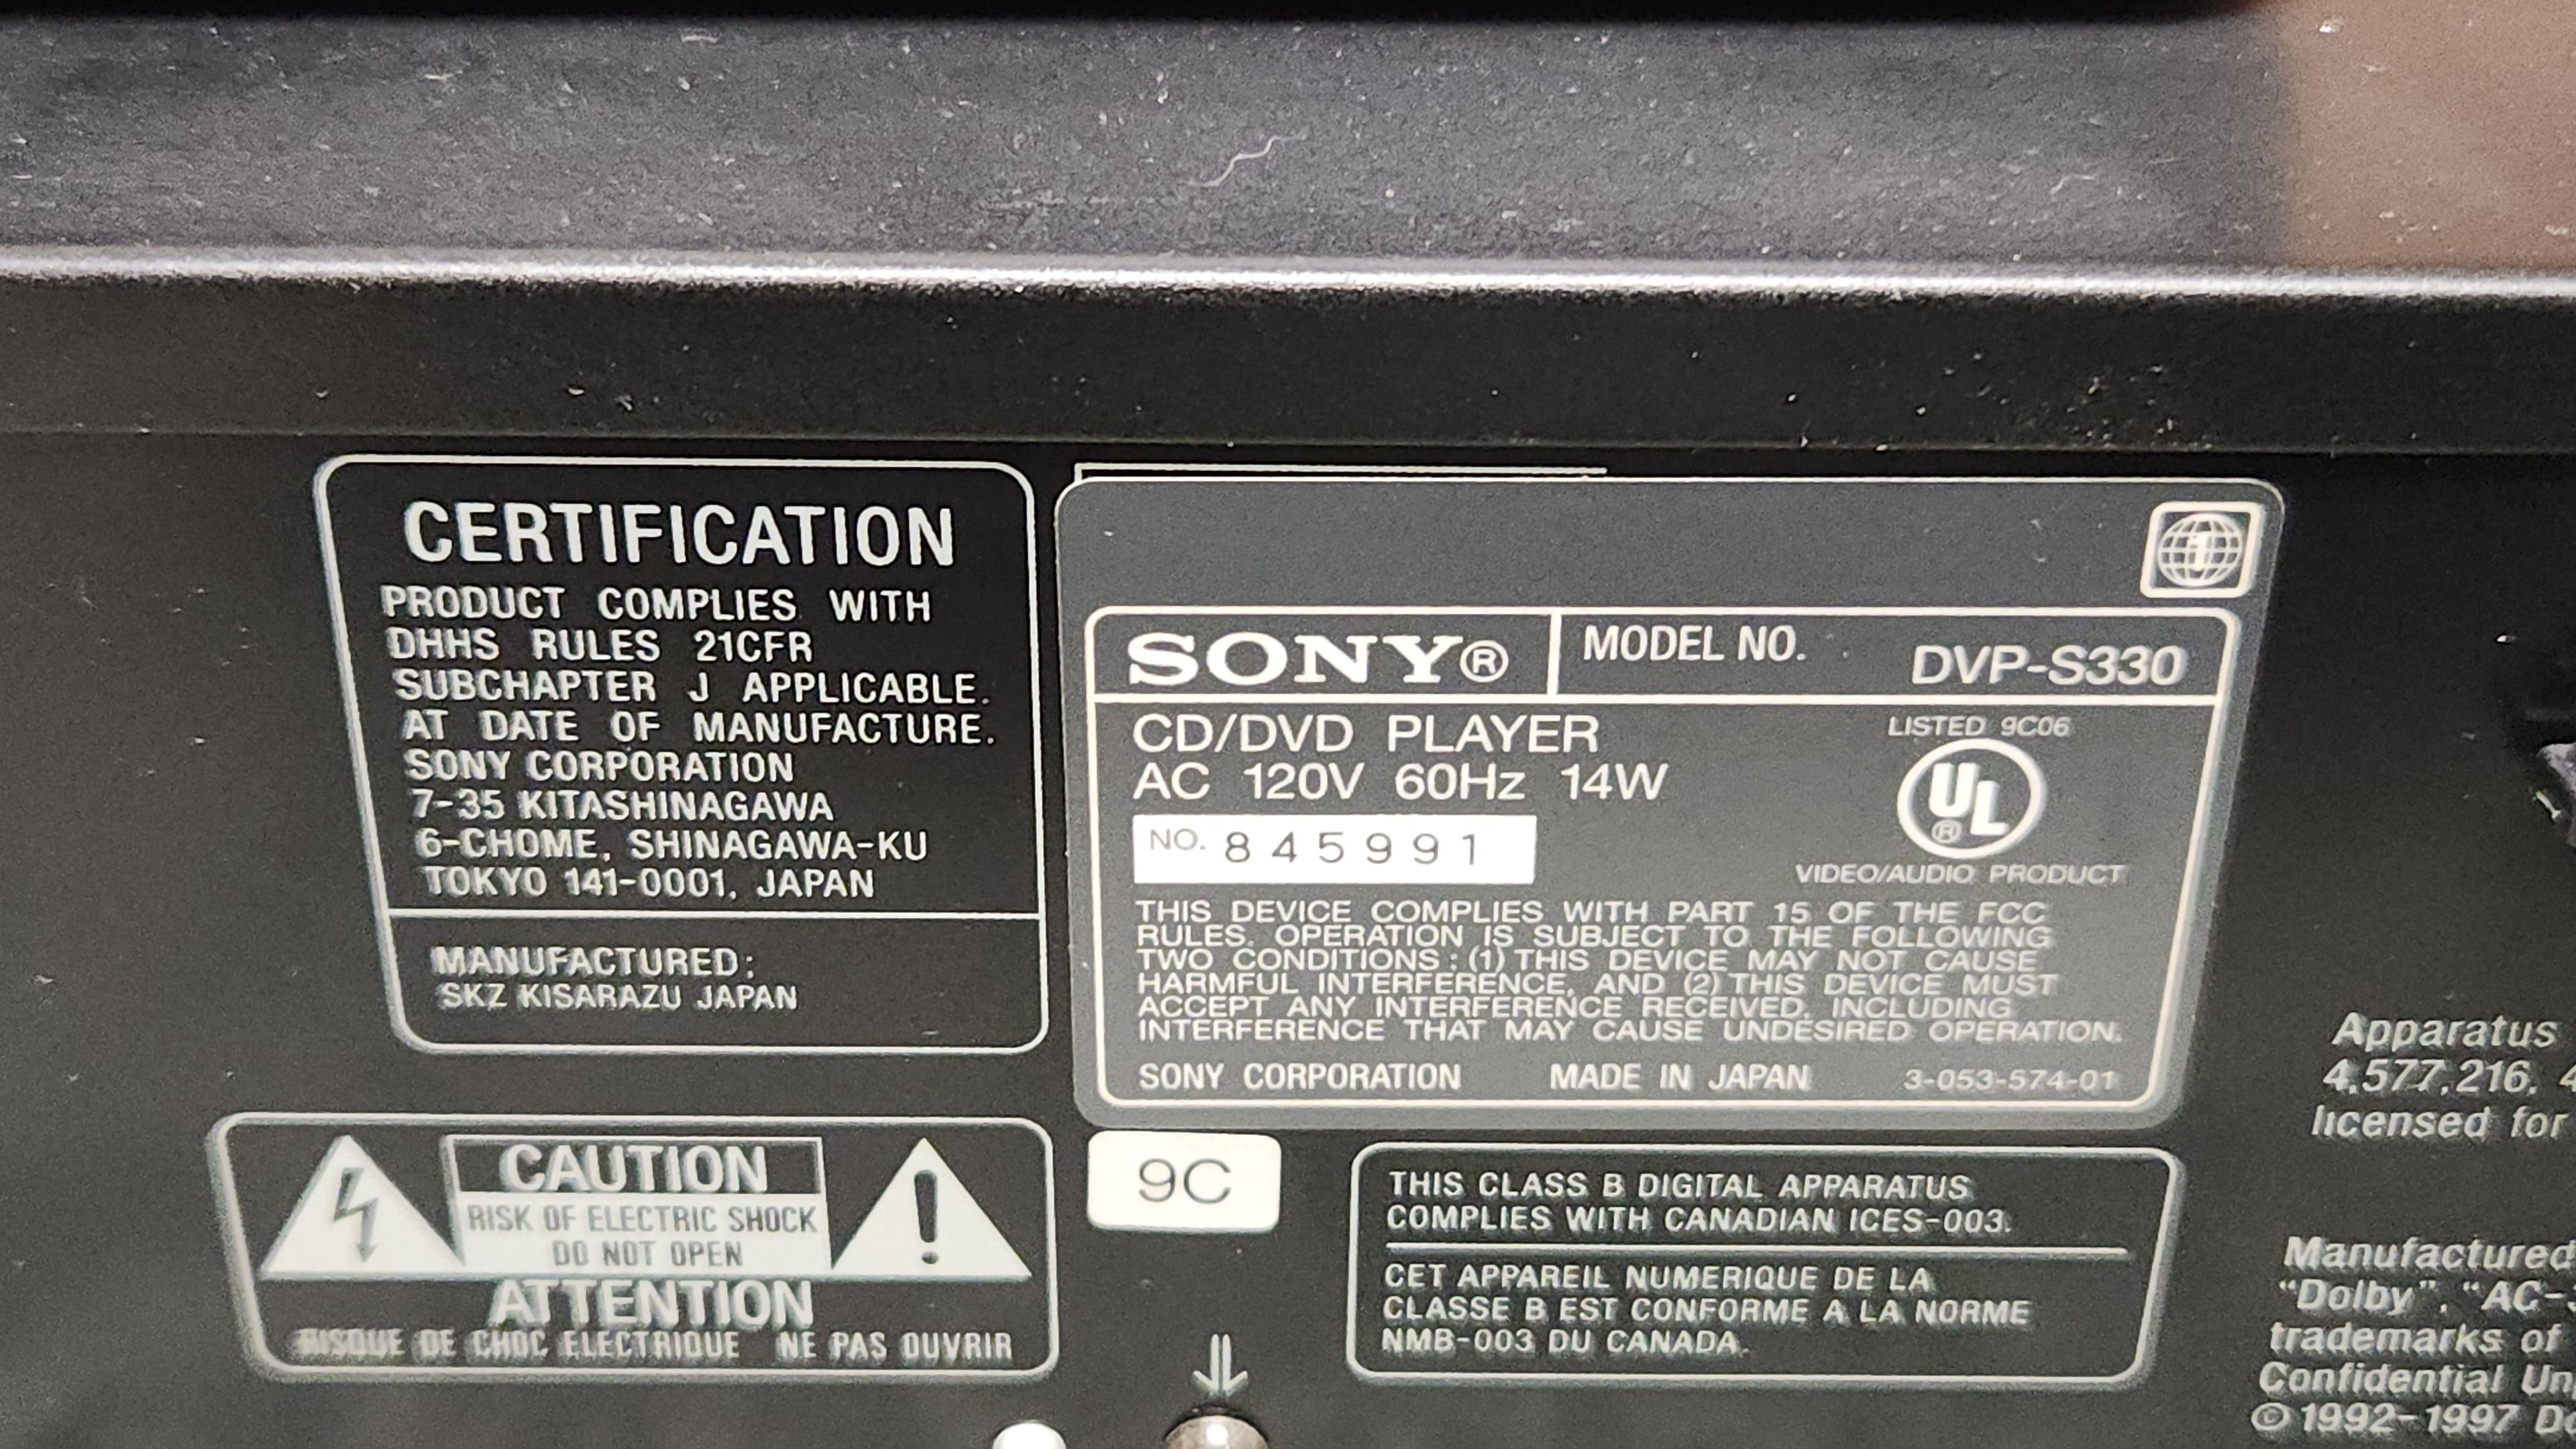 CERTIFICATION
PRODUCT COMPLIES WITH
DHHS RULES 21CFR
SUBCHAPTER J APPLICABLE.
AT DATE OF MANUFACTURE.
SONY CORPORATION
7-35 KITASHINAGAWA
6-CHOME, SHINAGAWA-KU
TOKYO 141-0001, JAPAN
MANUFACTURED:
SKZ KISARAZU JAPAN
SONY®
MODEL NO. DVP-S330
CD/DVD PLAYER
AC 120V 60Hz 14W
NO. 845991
LISTED 9C06
UL®
VIDEO/AUDIO PRODUCT
THIS DEVICE COMPLIES WITH PART 15 OF THE FCC
RULES. OPERATION IS SUBJECT TO THE FOLLOWING
TWO CONDITIONS : (1) THIS DEVICE MAY NOT CAUSE
HARMFUL INTERFERENCE, AND (2) THIS DEVICE MUST
ACCEPT ANY INTERFERENCE RECEIVED, INCLUDING
INTERFERENCE THAT MAY CAUSE UNDESIRED OPERATION.
SONY CORPORATION MADE IN JAPAN 3-053-574-01
CAUTION
RISK OF ELECTRIC SHOCK
DO NOT OPEN
ATTENTION
RISQUE DE CHOC ELECTRIQUE NE PAS OUVRIR
9C
THIS CLASS B DIGITAL APPARATUS
COMPLIES WITH CANADIAN ICES-003.
CET APPAREIL NUMERIQUE DE LA
CLASSE B EST CONFORME A LA NORME
NMB-003 DU CANADA.
Apparatus
4,577,216, 4
licensed for
Manufactured
"Dolby", "AC-
trademarks of
Confidential Un
©1992-1997 Do